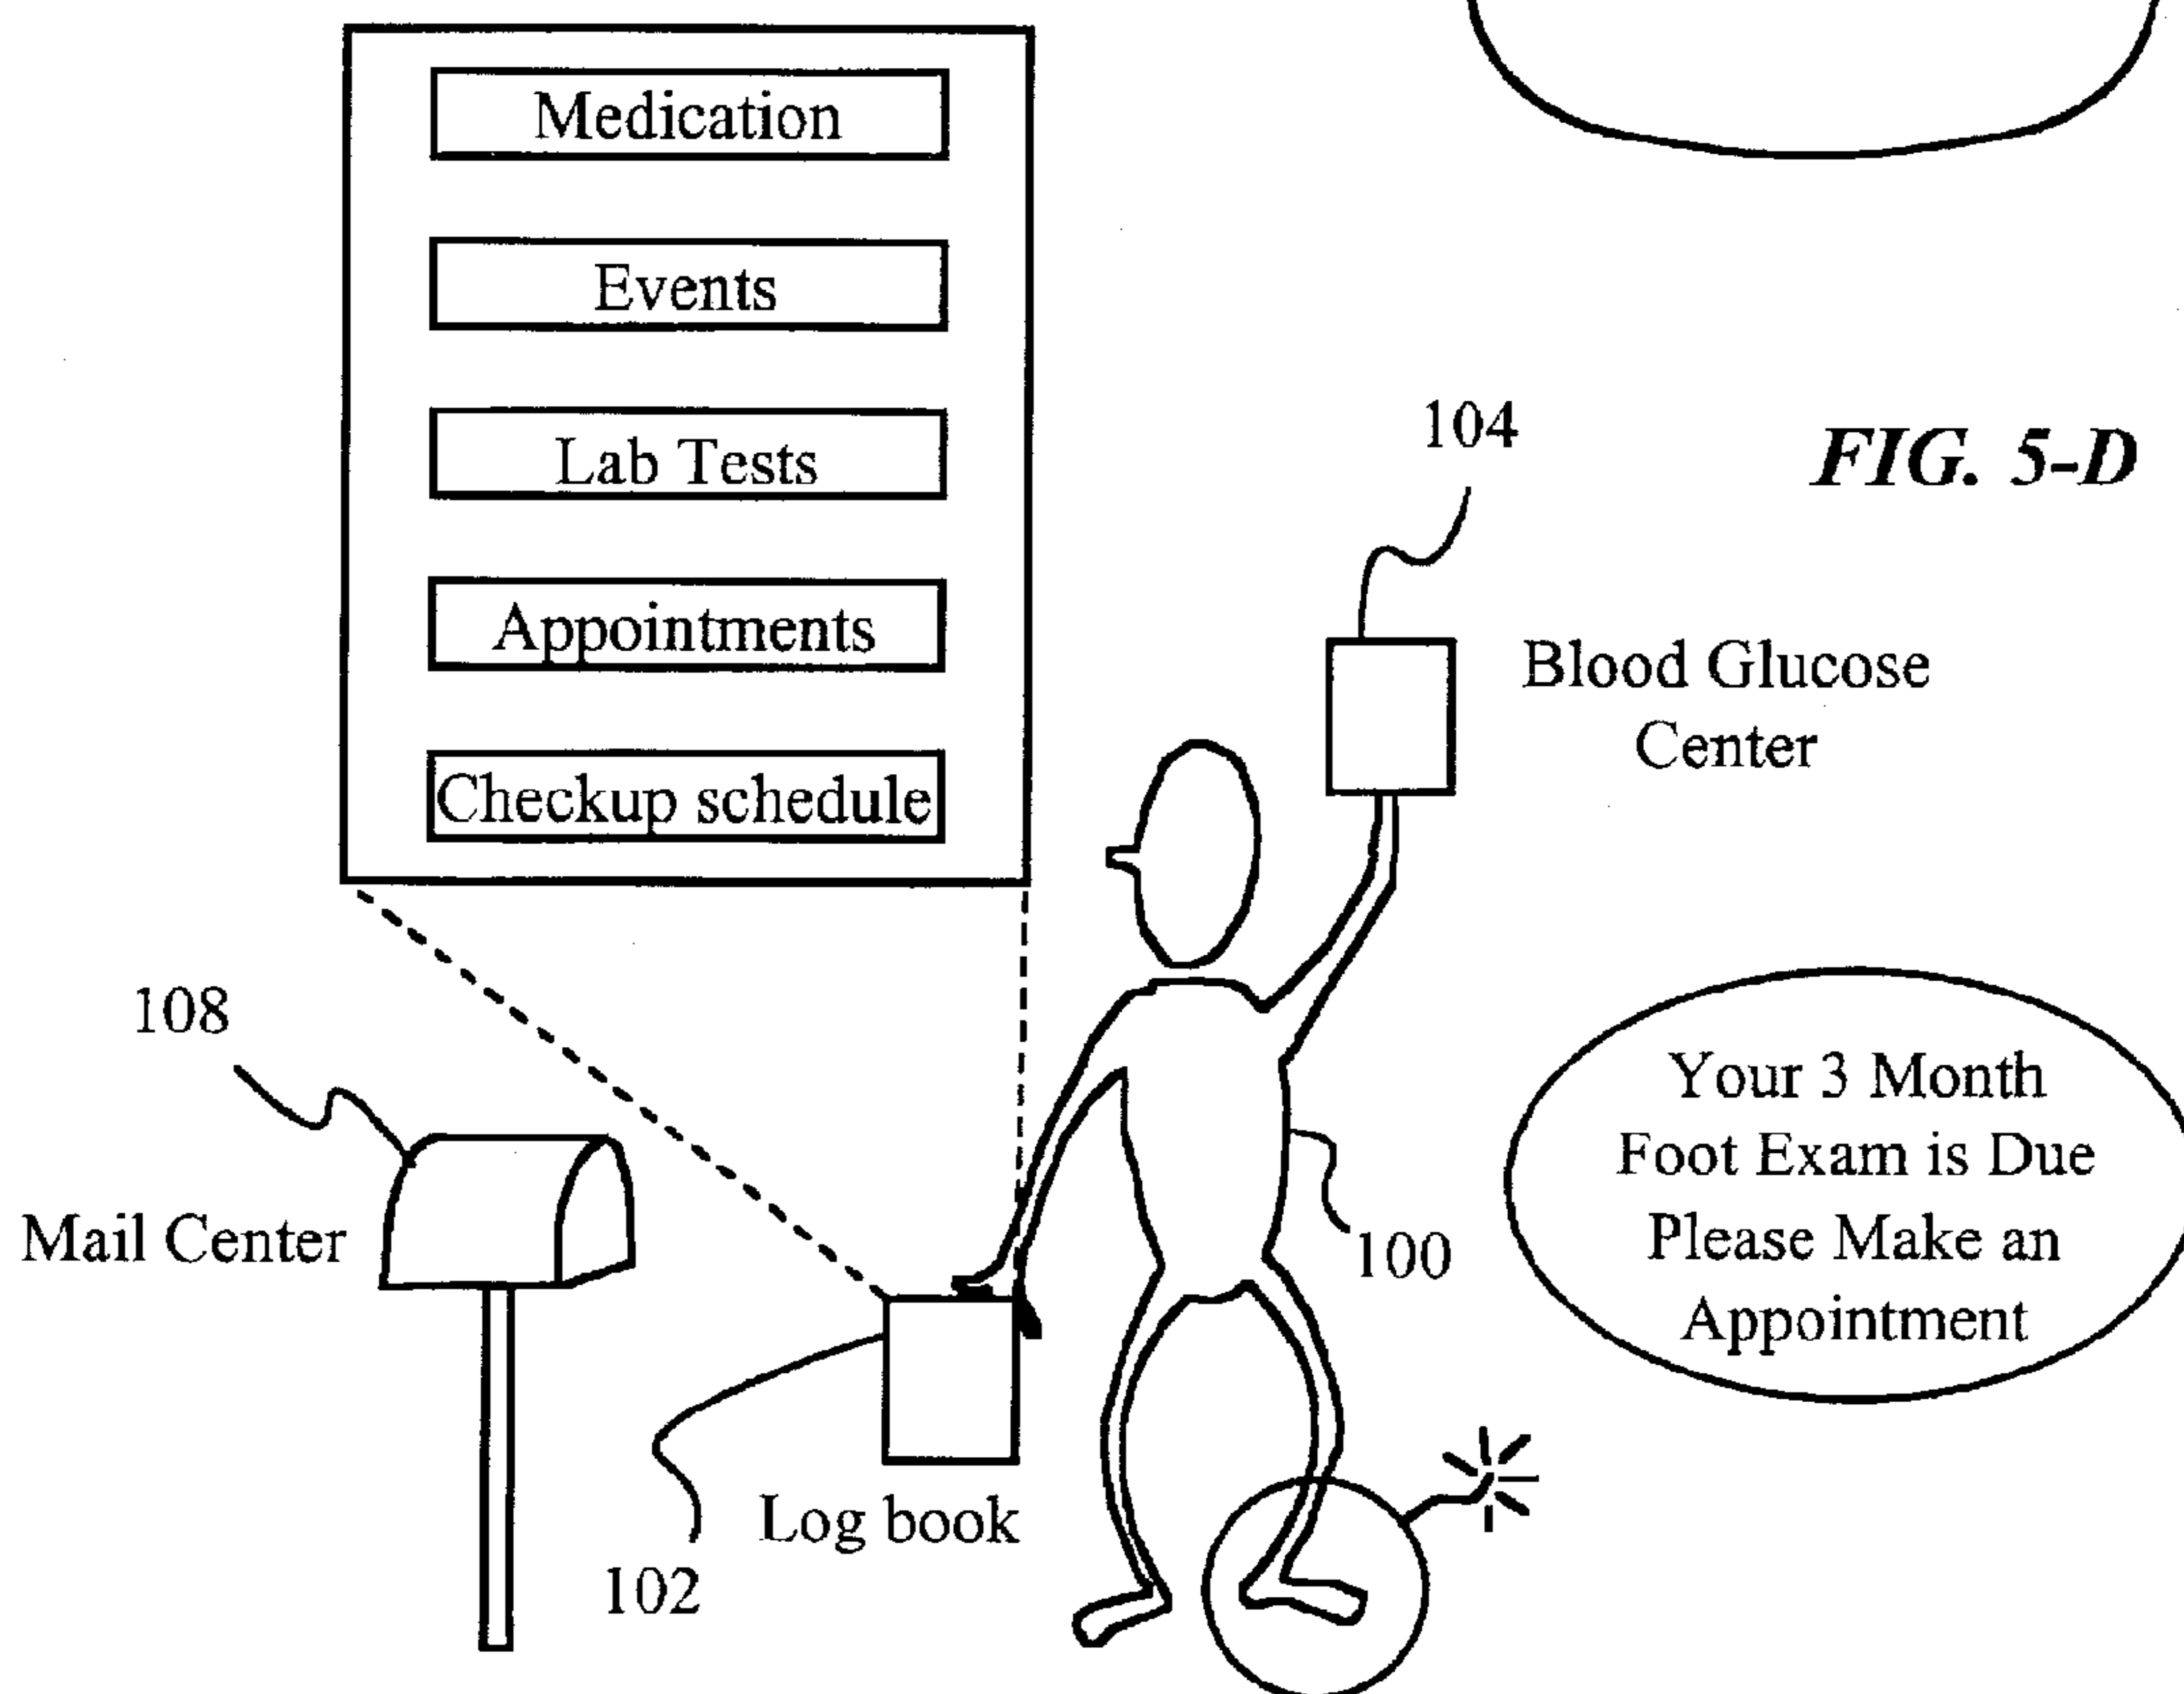 Medication
Events
Lab Tests
Appointments
Checkup schedule
104
FIG. 5-D
Blood Glucose
Center
108
Mail Center
100
Your 3 Month
Foot Exam is Due
Please Make an
Appointment
Log book
102